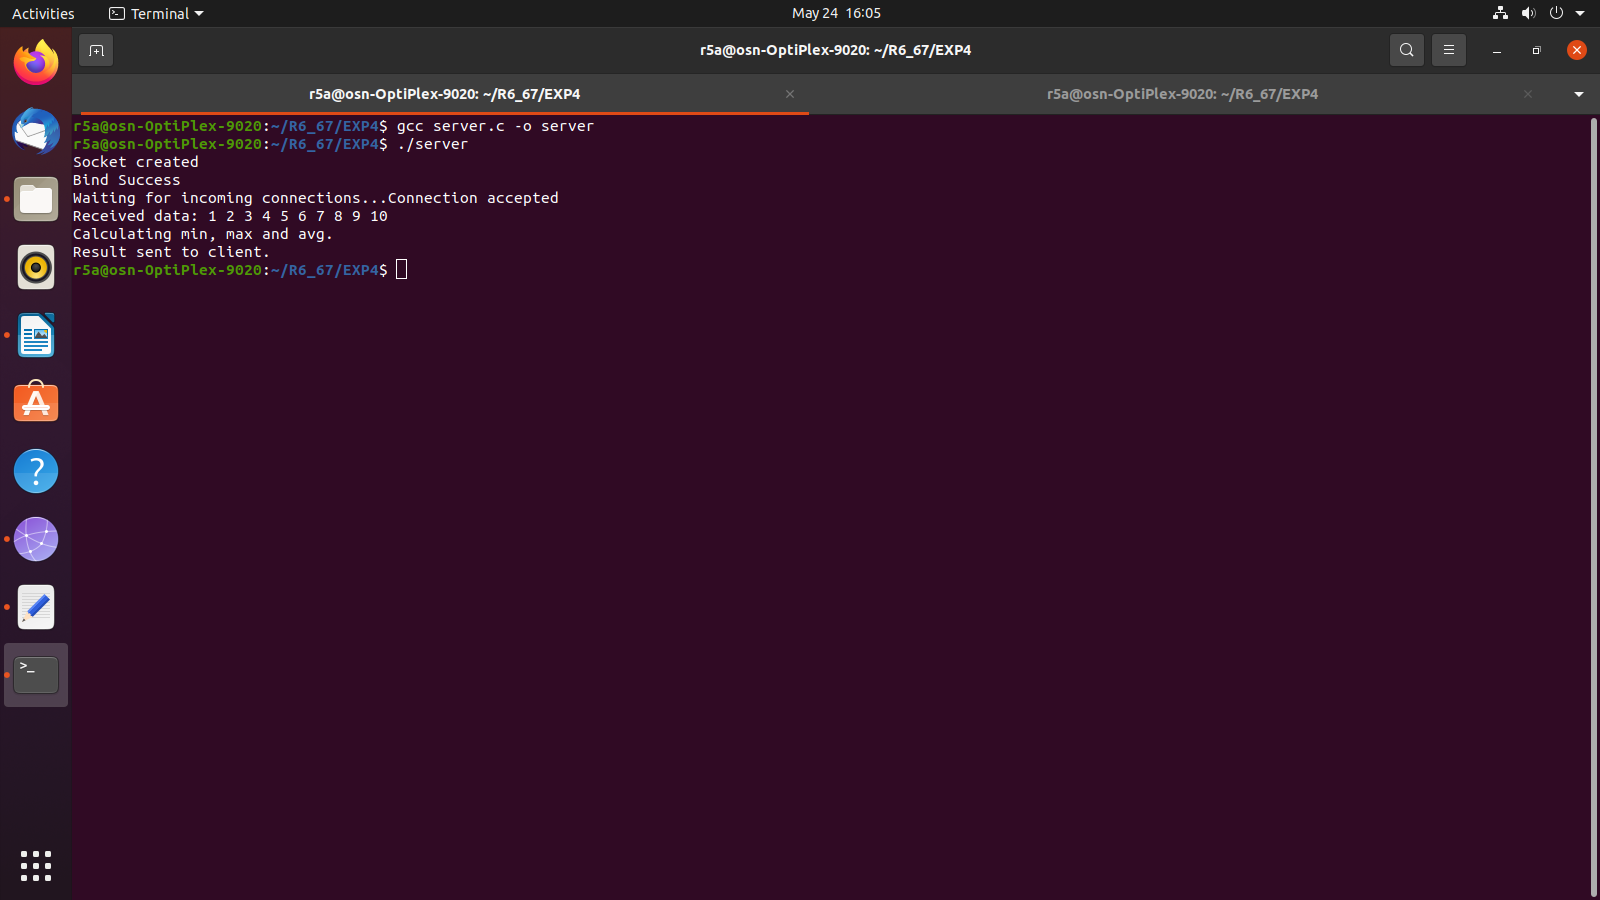 Activities
Terminal
May 24 16:05
r5a@osn-OptiPlex-9020: ~/R6_67/EXP4
r5a@osn-OptiPlex-9020: ~/R6_67/EXP4
r5a@osn-OptiPlex-9020: ~/R6_67/EXP4
r5a@osn-OptiPlex-9020:~/R6_67/EXP4$ gcc server.c -o server
r5a@osn-OptiPlex-9020:~/R6_67/EXP4$ ./server
Socket created
Bind Success
Waiting for incoming connections...Connection accepted
Received data: 1 2 3 4 5 6 7 8 9 10
Calculating min, max and avg.
Result sent to client.
r5a@osn-OptiPlex-9020:~/R6_67/EXP4$